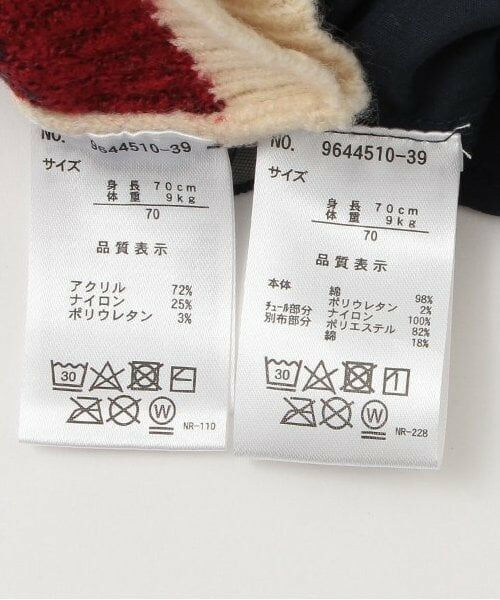 NO. 9644510-39
サイズ
身 長 70cm
体 重 9kg
70
品質表示
アクリル 72%
ナイロン 25%
ポリウレタン 3%
30
W
NR-110
NO. 9644510-39
サイズ
身 長 70cm
体 重 9kg
70
品質表示
本体 綿 98%
ポリウレタン 2%
チュール部分 ナイロン 100%
別布部分 ポリエステル 82%
綿 18%
30
W
NR-228